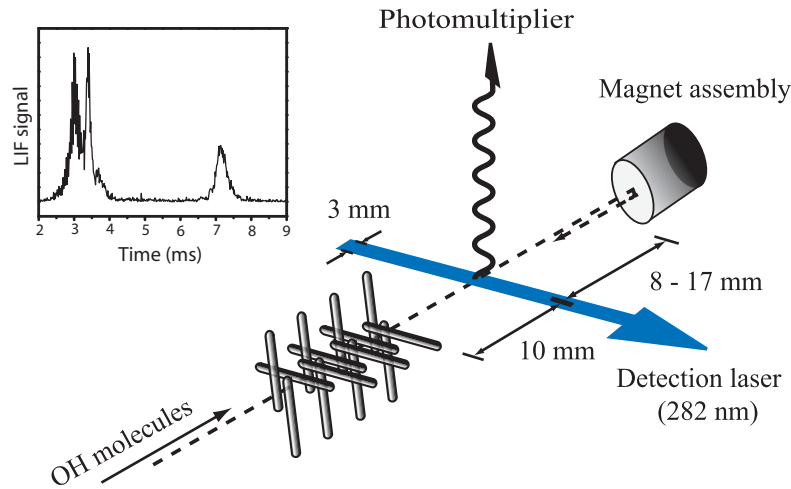 Photomultiplier
Magnet assembly
LIF signal
2 3 4 5 6 7 8 9
Time (ms)
3 mm
8 - 17 mm
10 mm
Detection laser
(282 nm)
OH molecules